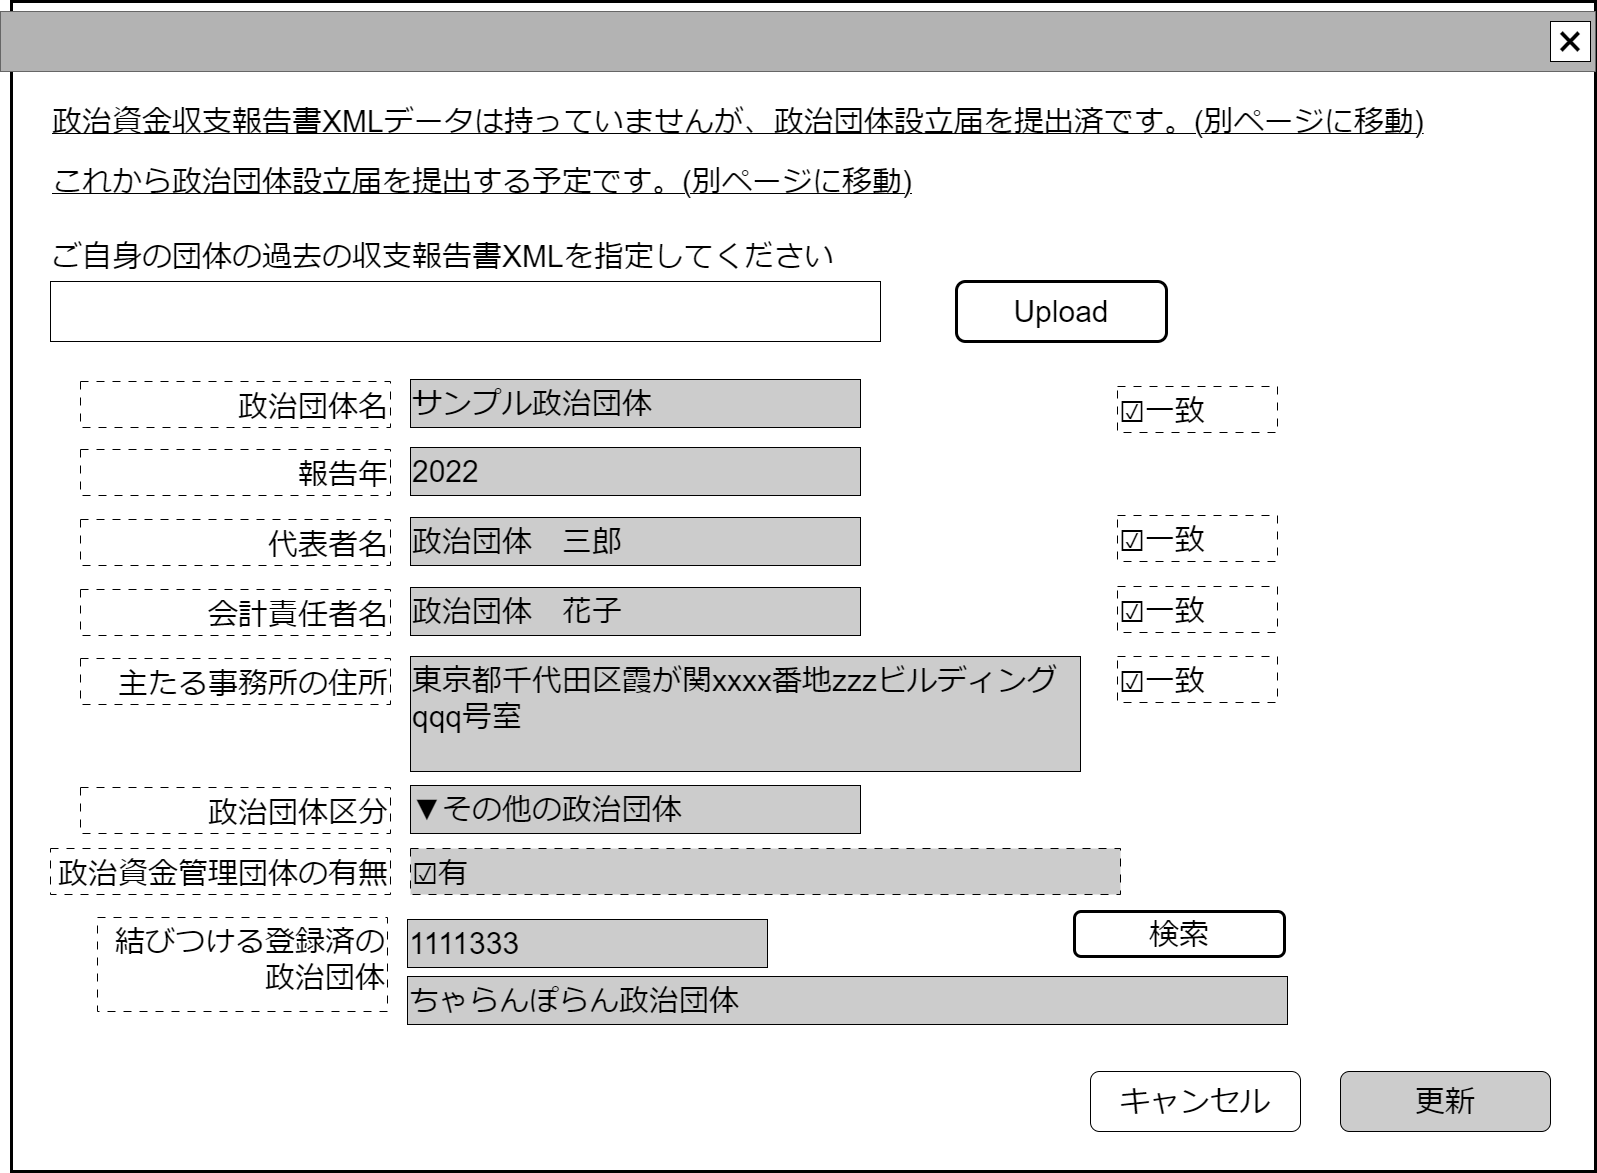 政治資金収支報告書XMLデータは持っていませんが、政治団体設立届を提出済です。(別ページに移動)
これから政治団体設立届を提出する予定です。(別ページに移動)
ご自身の団体の過去の収支報告書XMLを指定してください
Upload
政治団体名 サンプル政治団体 ☑一致
報告年 2022
代表者名 政治団体　三郎 ☑一致
会計責任者名 政治団体　花子 ☑一致
主たる事務所の住所 東京都千代田区霞が関xxxx番地zzzビルディング ☑一致
qqq号室
政治団体区分 ▼その他の政治団体
政治資金管理団体の有無 ☑有
結びつける登録済の 1111333 検索
政治団体 ちゃらんぽらん政治団体
キャンセル 更新